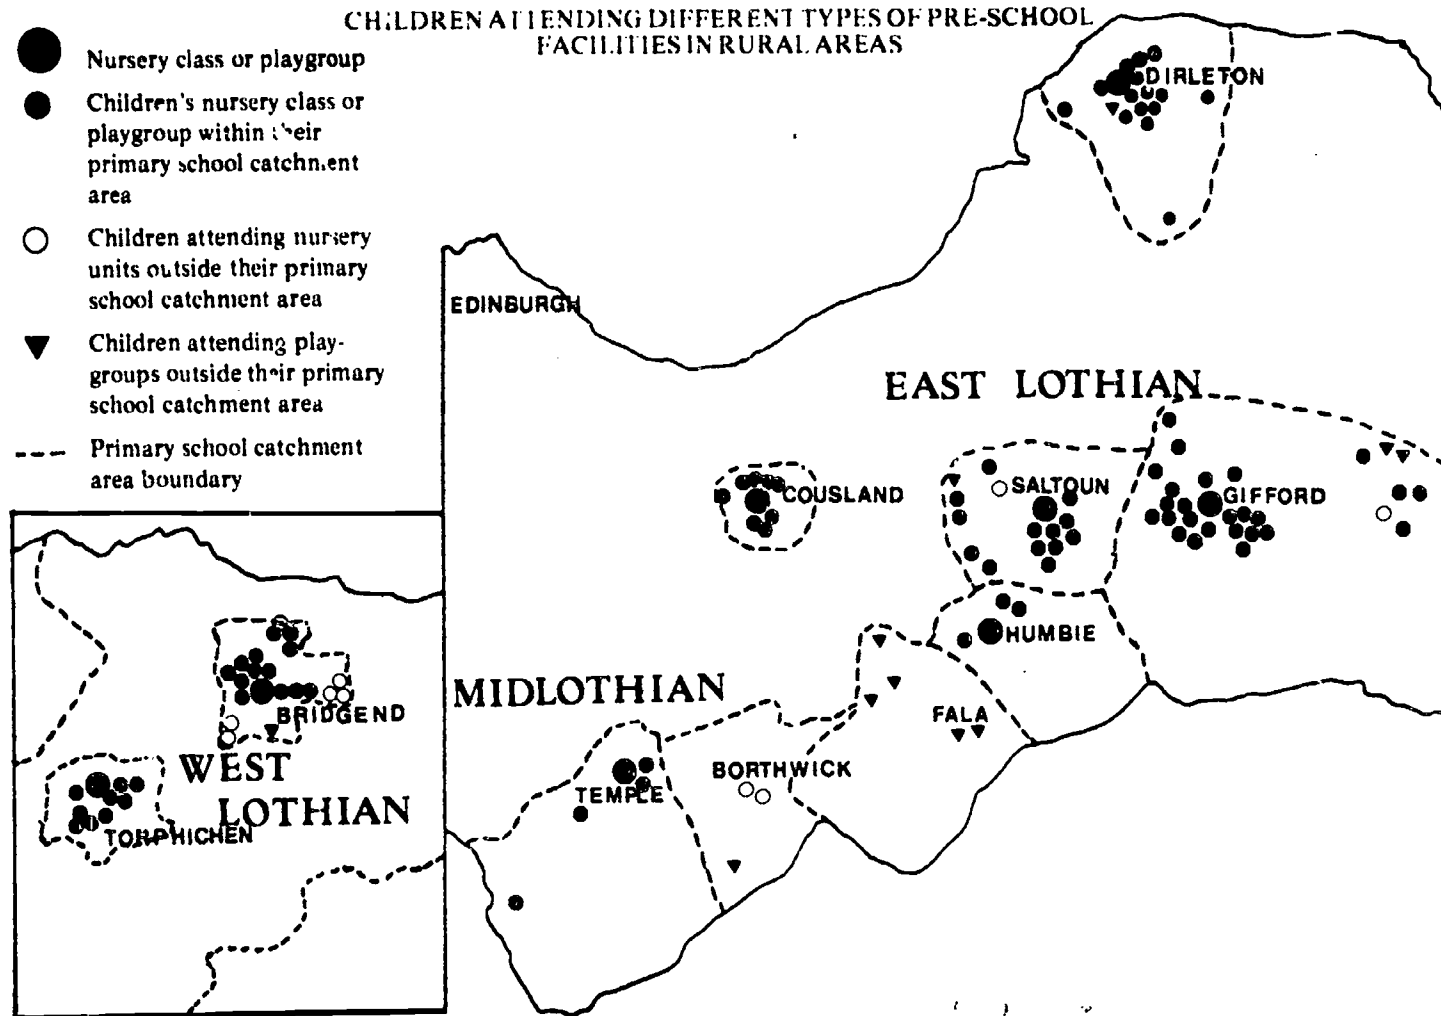 CHILDREN ATTENDING DIFFERENT TYPES OF PRE-SCHOOL
FACILITIES IN RURAL AREAS
Nursery class or playgroup
Children's nursery class or
playgroup within their
primary school catchment
area
Children attending nursery
units outside their primary
school catchment area
Children attending play-
groups outside their primary
school catchment area
Primary school catchment
area boundary
DIRLETON
EDINBURGH
EAST LOTHIAN
COUSLAND
SALTOUN
GIFFORD
HUMBIE
MIDLOTHIAN
FALA
BORTHWICK
TEMPLE
BRIDGEND
WEST
LOTHIAN
TORPHICHEN